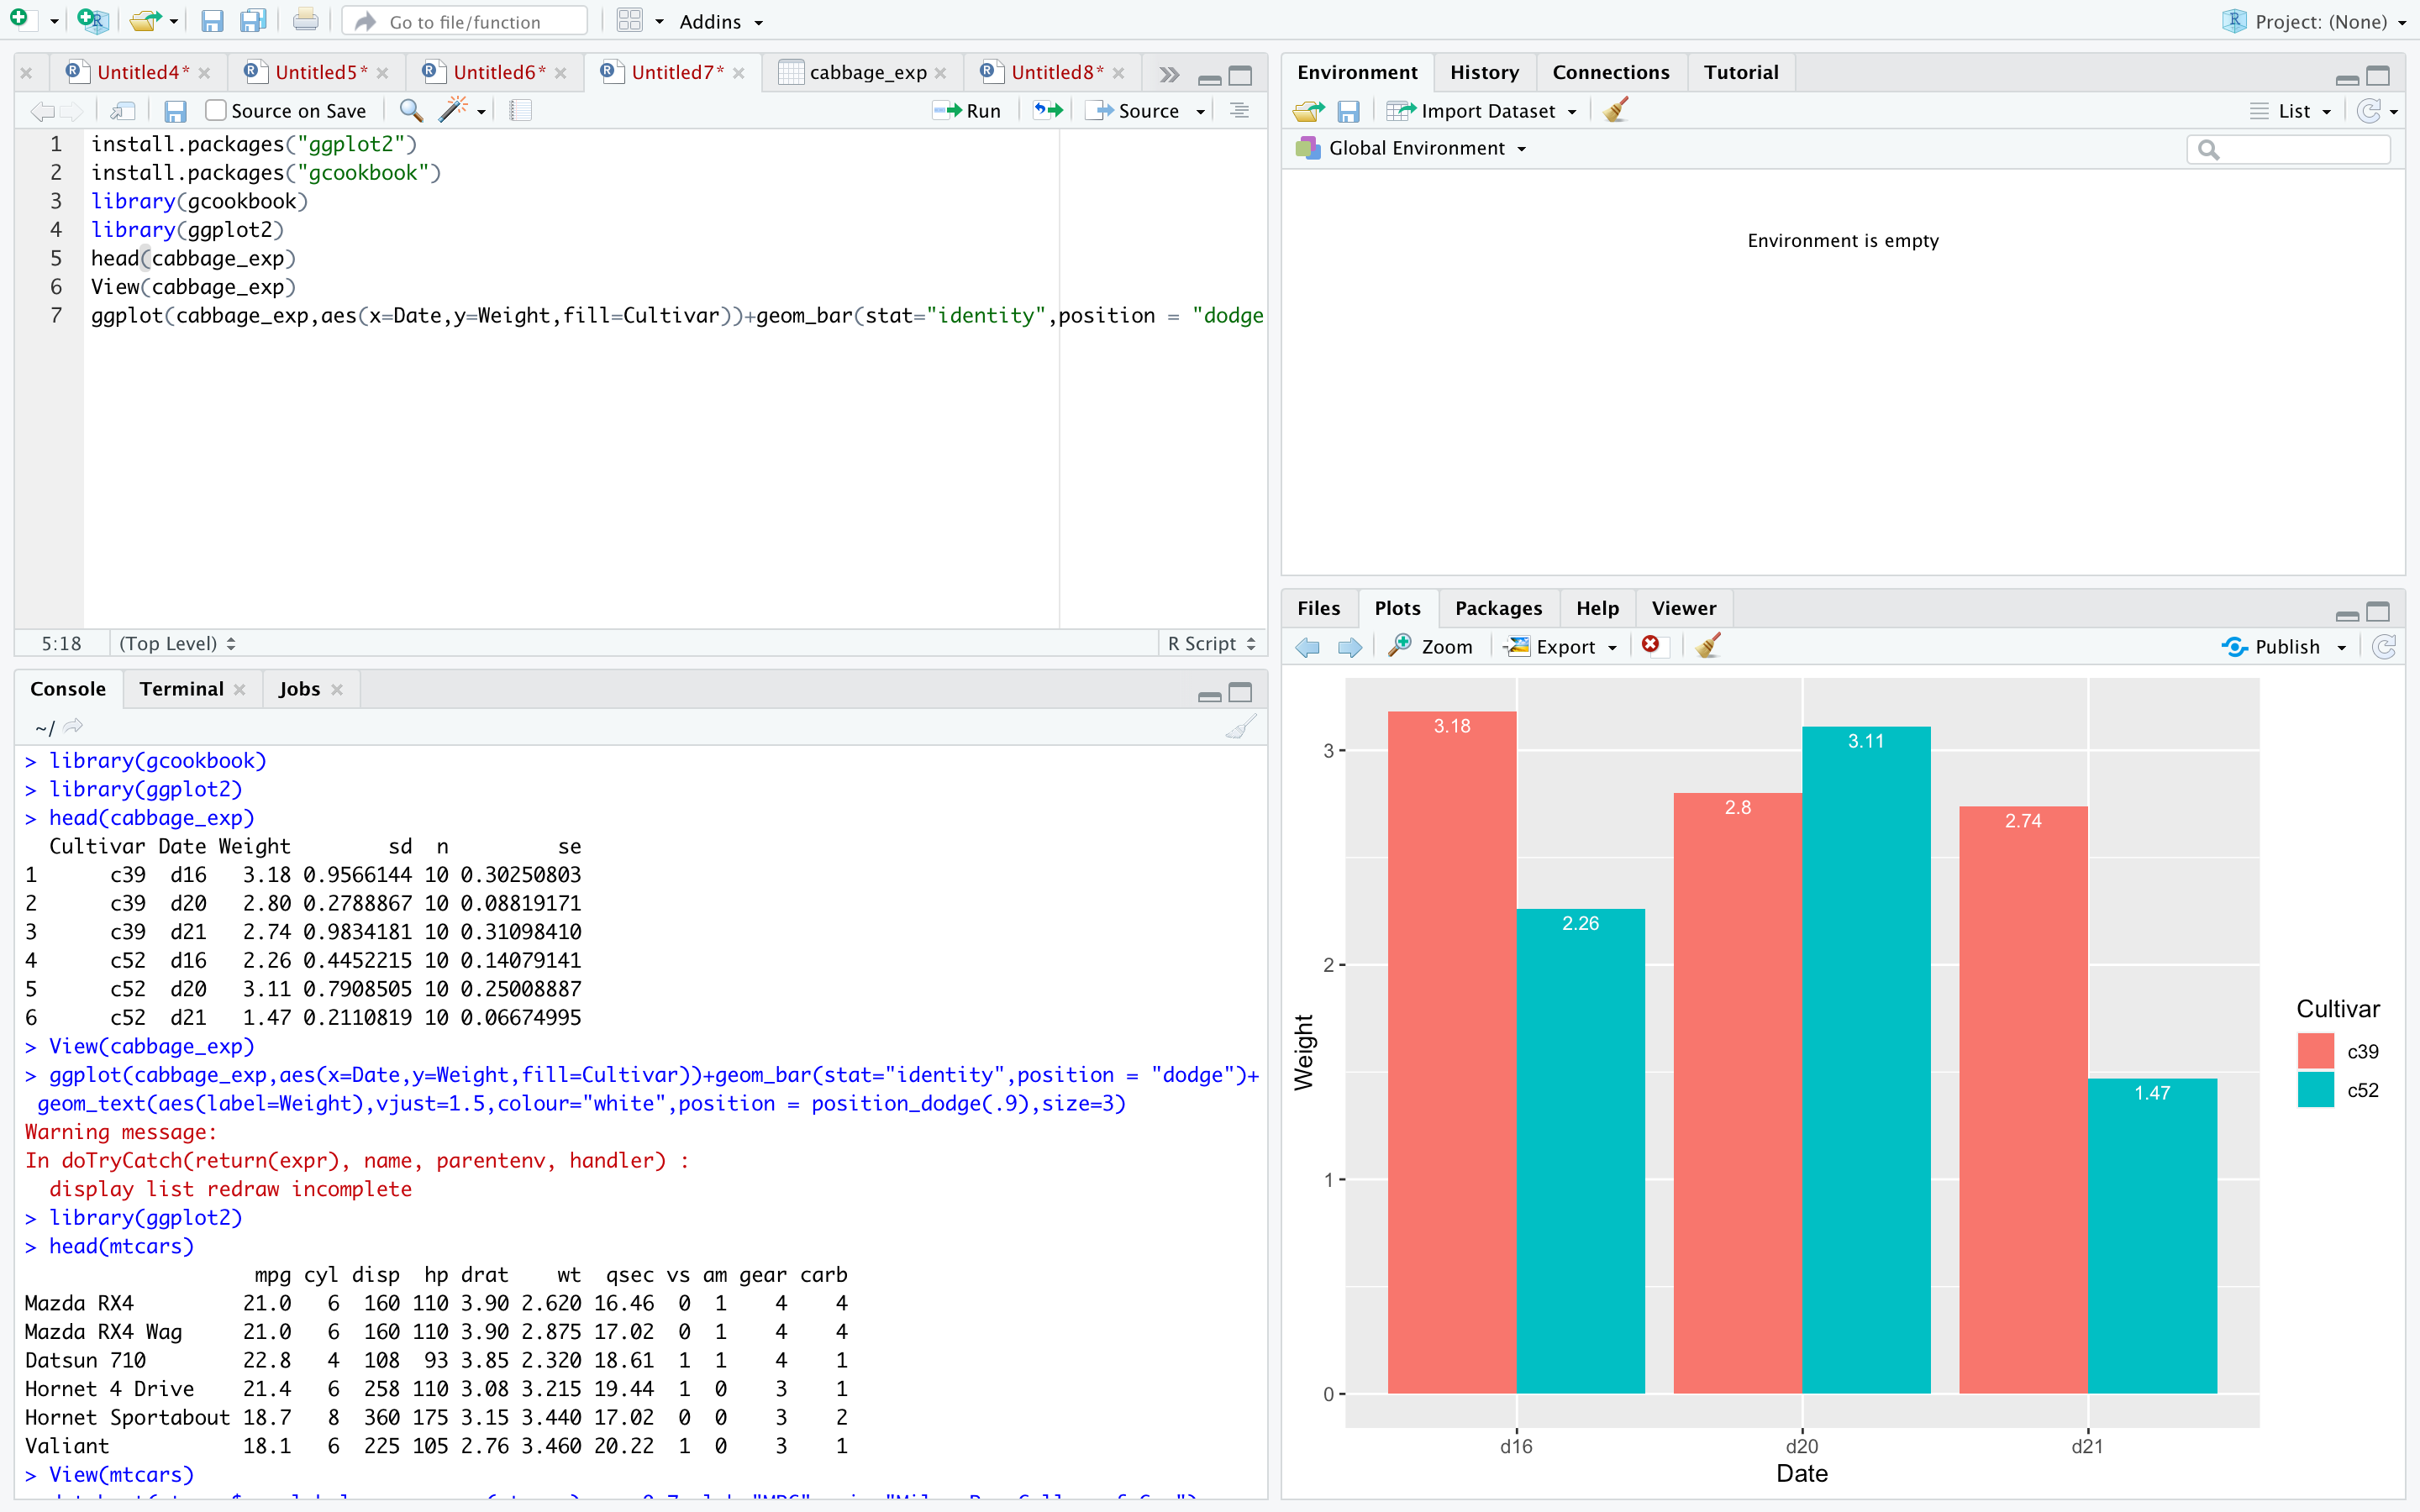 Go to file/function
Addins
Project: (None)
Untitled4*
Untitled5*
Untitled6*
Untitled7*
cabbage_exp
Untitled8*
Source on Save
Run
Source
1 install.packages("ggplot2")
2 install.packages("gcookbook")
3 library(gcookbook)
4 library(ggplot2)
5 head(cabbage_exp)
6 View(cabbage_exp)
7 ggplot(cabbage_exp,aes(x=Date,y=Weight,fill=Cultivar))+geom_bar(stat="identity",position = "dodge
5:18 (Top Level) R Script
Console Terminal Jobs
~/
> library(gcookbook)
> library(ggplot2)
> head(cabbage_exp)
Cultivar Date Weight sd n se
1 c39 d16 3.18 0.9566144 10 0.30250803
2 c39 d20 2.80 0.2788867 10 0.08819171
3 c39 d21 2.74 0.9834181 10 0.31098410
4 c52 d16 2.26 0.4452215 10 0.14079141
5 c52 d20 3.11 0.7908505 10 0.25008887
6 c52 d21 1.47 0.2110819 10 0.06674995
> View(cabbage_exp)
> ggplot(cabbage_exp,aes(x=Date,y=Weight,fill=Cultivar))+geom_bar(stat="identity",position = "dodge")+
geom_text(aes(label=Weight),vjust=1.5,colour="white",position = position_dodge(.9),size=3)
Warning message:
In doTryCatch(return(expr), name, parentenv, handler) :
display list redraw incomplete
> library(ggplot2)
> head(mtcars)
mpg cyl disp hp drat wt qsec vs am gear carb
Mazda RX4 21.0 6 160 110 3.90 2.620 16.46 0 1 4 4
Mazda RX4 Wag 21.0 6 160 110 3.90 2.875 17.02 0 1 4 4
Datsun 710 22.8 4 108 93 3.85 2.320 18.61 1 1 4 1
Hornet 4 Drive 21.4 6 258 110 3.08 3.215 19.44 1 0 3 1
Hornet Sportabout 18.7 8 360 175 3.15 3.440 17.02 0 0 3 2
Valiant 18.1 6 225 105 2.76 3.460 20.22 1 0 3 1
> View(mtcars)
Environment History Connections Tutorial
Import Dataset
List
Global Environment
Environment is empty
Files Plots Packages Help Viewer
Zoom Export
Publish
3.18
3.11
2.8
2.74
2.26
1.47
3
2
1
0
Weight
d16 d20 d21
Date
Cultivar
c39
c52